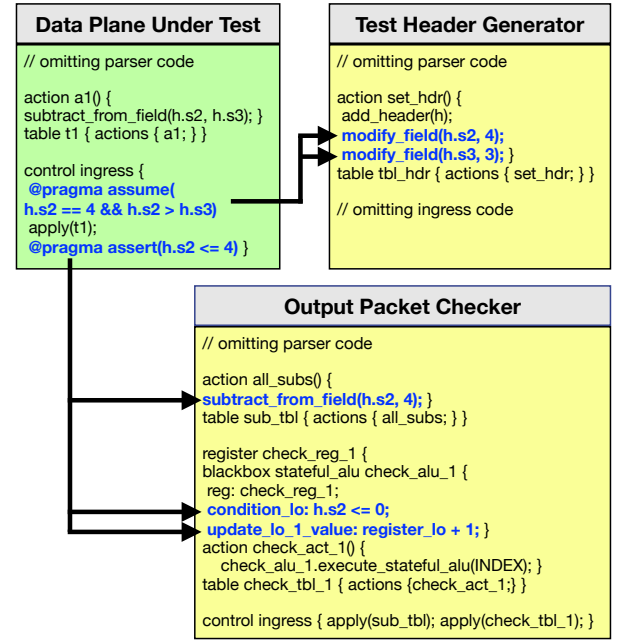 Data Plane Under Test
// omitting parser code
action a1() {
subtract_from_field(h.s2, h.s3); }
table t1 { actions { a1; } }
control ingress {
@pragma assume(
h.s2 == 4 && h.s2 > h.s3)
apply(t1);
@pragma assert(h.s2 <= 4) }
Test Header Generator
// omitting parser code
action set_hdr() {
add_header(h);
modify_field(h.s2, 4);
modify_field(h.s3, 3); }
table tbl_hdr { actions { set_hdr; } }
// omitting ingress code
Output Packet Checker
// omitting parser code
action all_subs() {
subtract_from_field(h.s2, 4); }
table sub_tbl { actions { all_subs; } }
register check_reg_1 {
blackbox stateful_alu check_alu_1 {
reg: check_reg_1;
condition_lo: h.s2 <= 0;
update_lo_1_value: register_lo + 1; }
action check_act_1() {
check_alu_1.execute_stateful_alu(INDEX); }
table check_tbl_1 { actions {check_act_1;} }
control ingress { apply(sub_tbl); apply(check_tbl_1); }